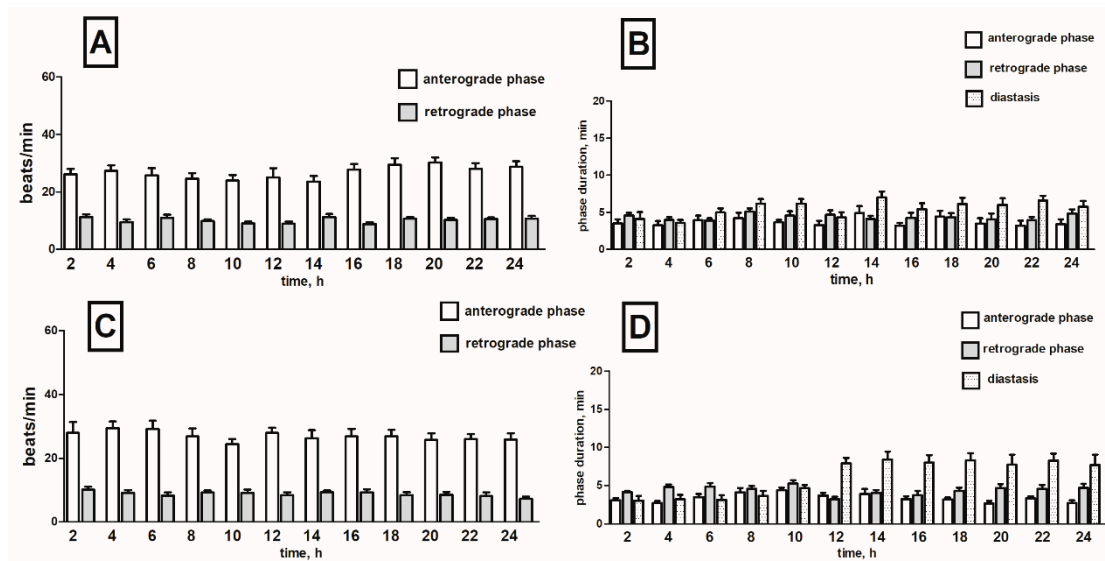 A
60
40
20
0
beats/min
anterograde phase
retrograde phase
2 4 6 8 10 12 14 16 18 20 22 24
time, h
B
anterograde phase
retrograde phase
diastasis
20
15
10
5
0
phase duration, min
2 4 6 8 10 12 14 16 18 20 22 24
time, h
C
60
40
20
0
beats/min
anterograde phase
retrograde phase
2 4 6 8 10 12 14 16 18 20 22 24
time, h
D
anterograde phase
retrograde phase
diastasis
20
15
10
5
0
phase duration, min
2 4 6 8 10 12 14 16 18 20 22 24
time, h